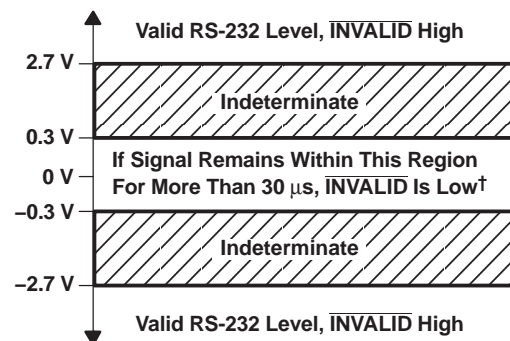 Valid RS-232 Level, INVALID High
2.7 V
Indeterminate
0.3 V
If Signal Remains Within This Region
0 V
For More Than 30 μs, INVALID Is Low†
–0.3 V
Indeterminate
–2.7 V
Valid RS-232 Level, INVALID High